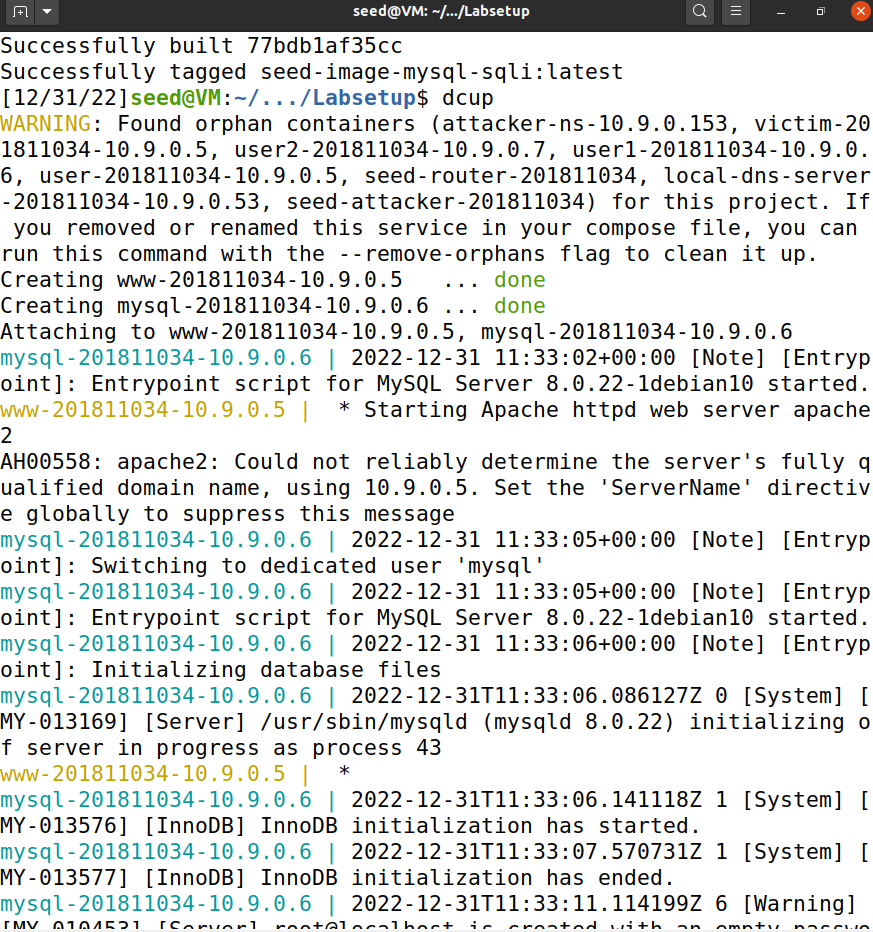 seed@VM: ~/.../Labsetup
Successfully built 77bdb1af35cc
Successfully tagged seed-image-mysql-sqli:latest
[12/31/22]seed@VM:~/.../Labsetup$ dcup
WARNING: Found orphan containers (attacker-ns-10.9.0.153, victim-20
1811034-10.9.0.5, user2-201811034-10.9.0.7, user1-201811034-10.9.0.
6, user-201811034-10.9.0.5, seed-router-201811034, local-dns-server
-201811034-10.9.0.53, seed-attacker-201811034) for this project. If
 you removed or renamed this service in your compose file, you can
run this command with the --remove-orphans flag to clean it up.
Creating www-201811034-10.9.0.5   ... done
Creating mysql-201811034-10.9.0.6 ... done
Attaching to www-201811034-10.9.0.5, mysql-201811034-10.9.0.6
mysql-201811034-10.9.0.6 | 2022-12-31 11:33:02+00:00 [Note] [Entryp
oint]: Entrypoint script for MySQL Server 8.0.22-1debian10 started.
www-201811034-10.9.0.5 |  * Starting Apache httpd web server apache
2
AH00558: apache2: Could not reliably determine the server's fully q
ualified domain name, using 10.9.0.5. Set the 'ServerName' directiv
e globally to suppress this message
mysql-201811034-10.9.0.6 | 2022-12-31 11:33:05+00:00 [Note] [Entryp
oint]: Switching to dedicated user 'mysql'
mysql-201811034-10.9.0.6 | 2022-12-31 11:33:05+00:00 [Note] [Entryp
oint]: Entrypoint script for MySQL Server 8.0.22-1debian10 started.
mysql-201811034-10.9.0.6 | 2022-12-31 11:33:06+00:00 [Note] [Entryp
oint]: Initializing database files
mysql-201811034-10.9.0.6 | 2022-12-31T11:33:06.086127Z 0 [System] [
MY-013169] [Server] /usr/sbin/mysqld (mysqld 8.0.22) initializing o
f server in progress as process 43
www-201811034-10.9.0.5 |  *
mysql-201811034-10.9.0.6 | 2022-12-31T11:33:06.141118Z 1 [System] [
MY-013576] [InnoDB] InnoDB initialization has started.
mysql-201811034-10.9.0.6 | 2022-12-31T11:33:07.570731Z 1 [System] [
MY-013577] [InnoDB] InnoDB initialization has ended.
mysql-201811034-10.9.0.6 | 2022-12-31T11:33:11.114199Z 6 [Warning]
[MY-010453] [Server] root@localhost is created with an empty passwo